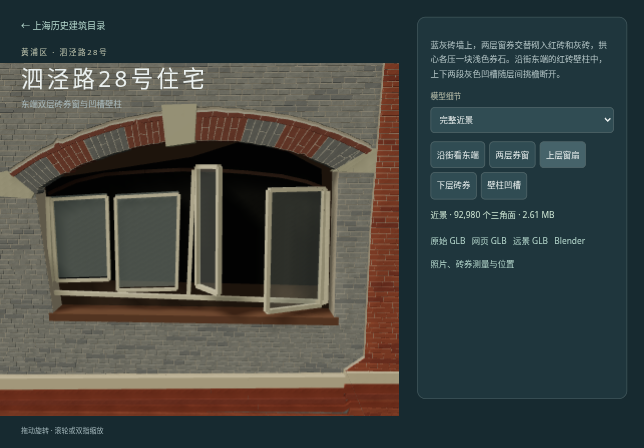 ← 上海历史建筑目录
黄浦区 · 泗泾路28号
泗泾路28号住宅
东端双层砖券窗与凹槽壁柱
蓝灰砖墙上，两层窗券交替砌入红砖和灰砖，拱
心各压一块浅色券石。沿街东端的红砖壁柱中，
上下两段灰色凹槽随层间挑檐断开。
模型细节
完整近景
沿街看东端
两层券窗
上层窗扇
下层砖券
壁柱凹槽
近景 · 92,980 个三角面 · 2.61 MB
原始 GLB 网页 GLB 远景 GLB Blender
照片、砖券测量与位置
拖动旋转 · 滚轮或双指缩放